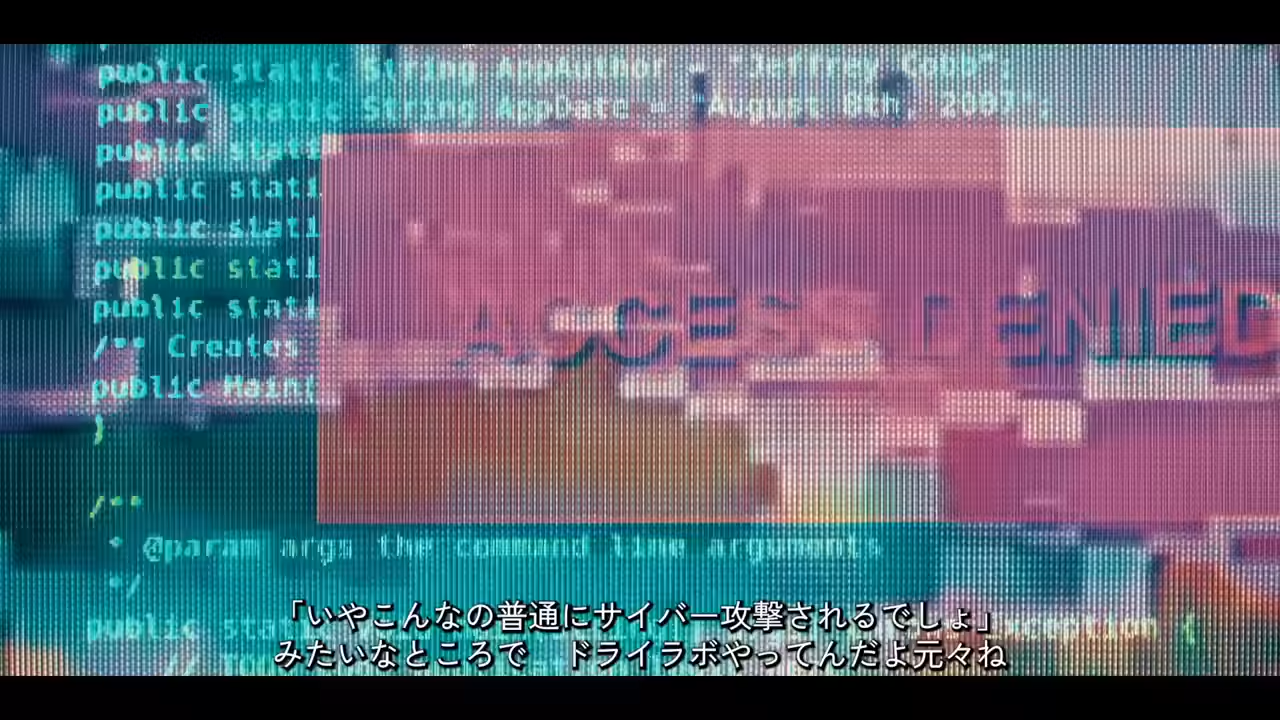 public static String AppAuthor = "Jeffrey Cobb";
public static String AppDate = "August 8th, 2007";
public stati
public stati
public stati
public stati
public stati
/** Creates
public Main(
}
ACCESS DENIED
/**
* @param args the command line arguments
*/
public stati
「いやこんなの普通にサイバー攻撃されるでしょ」
みたいなところで　ドライラボやってんだよ元々ね